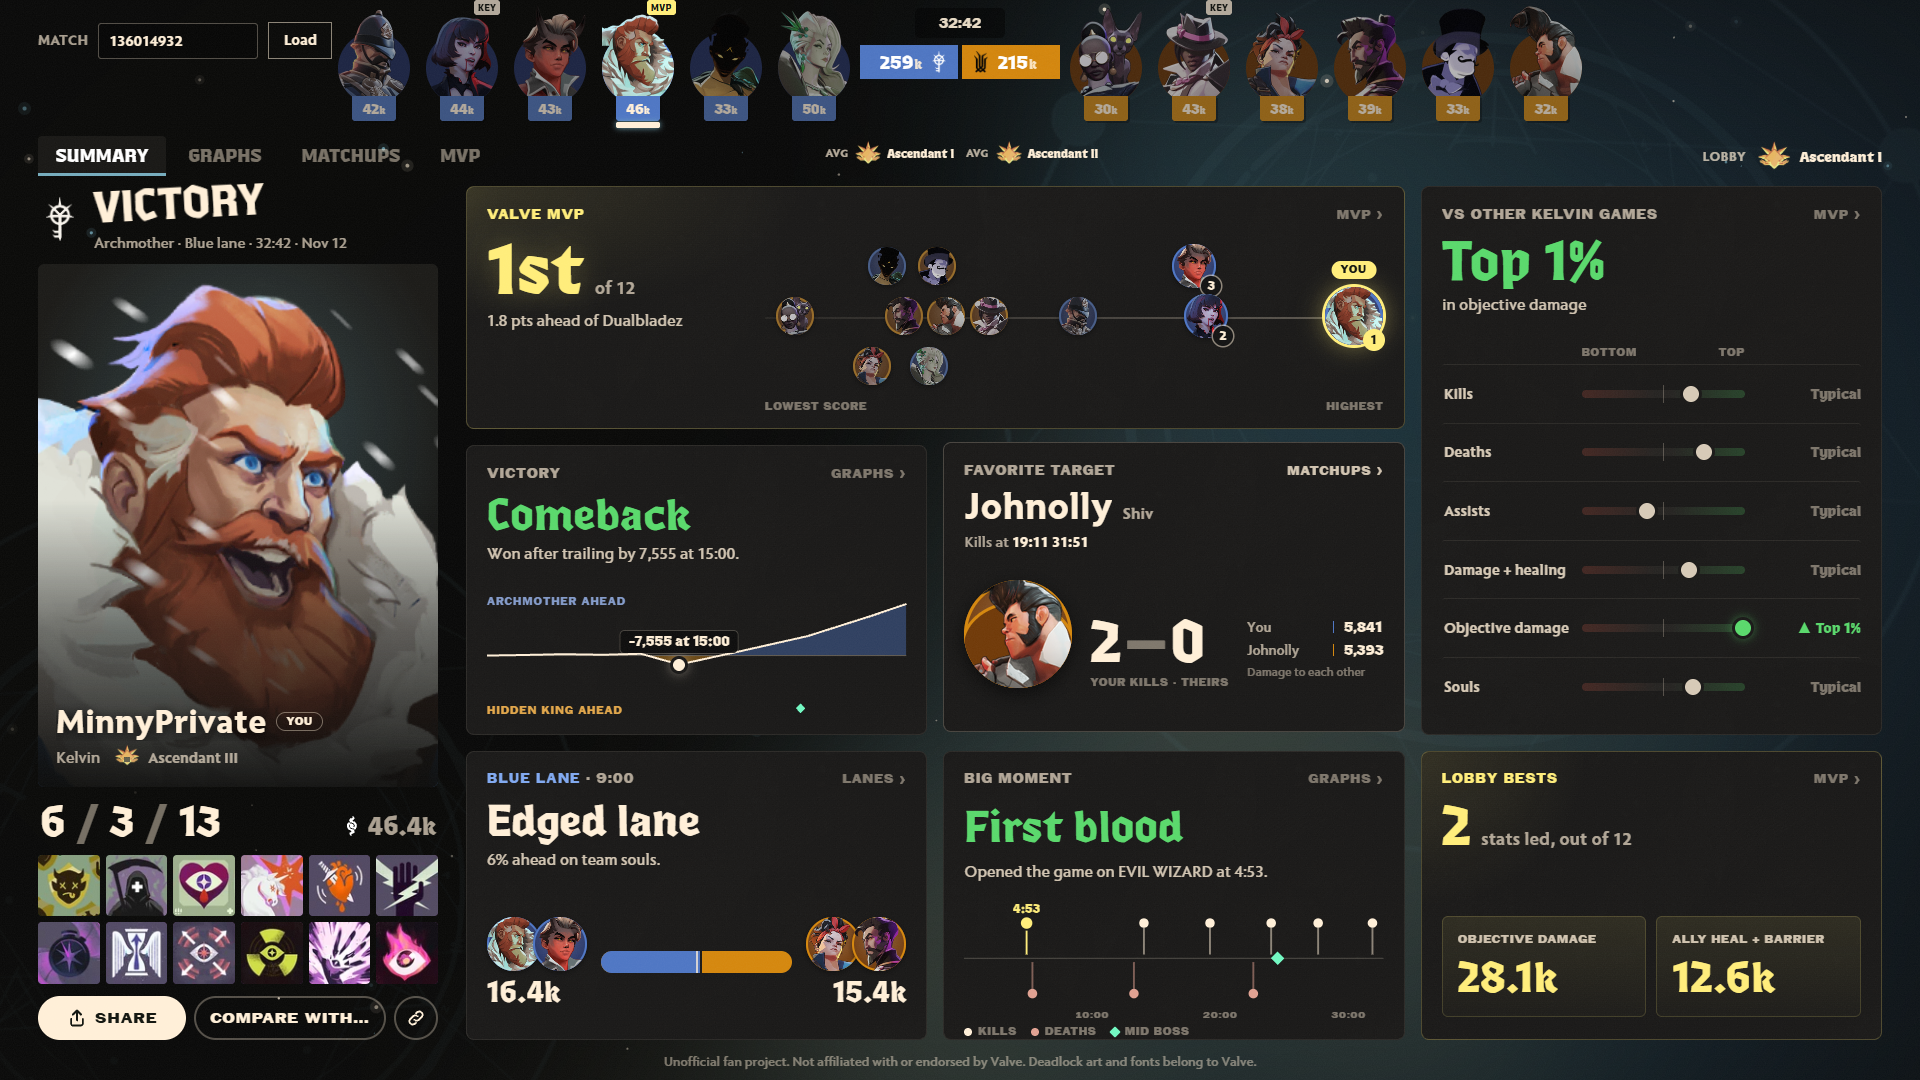 MATCH
136014932
Load
KEY
MVP
KEY
42k
44k
43k
46k
33k
50k
32:42
259k
215k
30k
43k
38k
39k
33k
32k
SUMMARY
GRAPHS
MATCHUPS
MVP
AVG Ascendant I
AVG Ascendant II
LOBBY Ascendant I
VICTORY
Archmother · Blue lane · 32:42 · Nov 12
MinnyPrivate YOU
Kelvin Ascendant III
6 / 3 / 13
46.4k
SHARE
COMPARE WITH...
VALVE MVP
MVP ›
1st of 12
1.8 pts ahead of Dualbladez
YOU
3
2
1
LOWEST SCORE
HIGHEST
VICTORY
GRAPHS ›
Comeback
Won after trailing by 7,555 at 15:00.
ARCHMOTHER AHEAD
-7,555 at 15:00
HIDDEN KING AHEAD
FAVORITE TARGET
MATCHUPS ›
Johnolly Shiv
Kills at 19:11 31:51
2—0
YOUR KILLS · THEIRS
You 5,841
Johnolly 5,393
Damage to each other
VS OTHER KELVIN GAMES
MVP ›
Top 1%
in objective damage
BOTTOM
TOP
Kills Typical
Deaths Typical
Assists Typical
Damage + healing Typical
Objective damage ▲ Top 1%
Souls Typical
BLUE LANE · 9:00
LANES ›
Edged lane
6% ahead on team souls.
16.4k
15.4k
BIG MOMENT
GRAPHS ›
First blood
Opened the game on EVIL WIZARD at 4:53.
4:53
10:00
20:00
30:00
KILLS
DEATHS
MID BOSS
LOBBY BESTS
MVP ›
2 stats led, out of 12
OBJECTIVE DAMAGE
28.1k
ALLY HEAL + BARRIER
12.6k
Unofficial fan project. Not affiliated with or endorsed by Valve. Deadlock art and fonts belong to Valve.